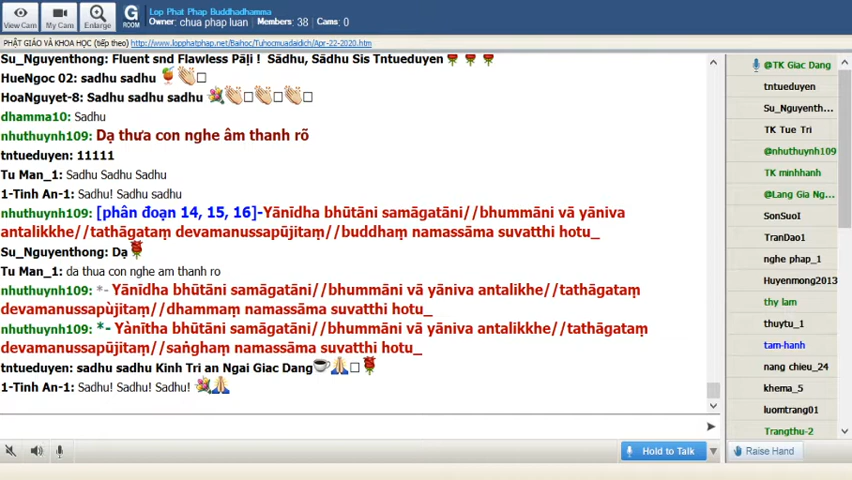 View Cam
My Cam
Enlarge
G ROOM
Lop Phat Phap Buddhadhamma
Owner: chua phap luan Members: 38 Cams: 0
PHẬT GIÁO VÀ KHOA HỌC (tiếp theo) http://www.lopphatphap.net/Baihoc/Tuhocmuadaidich/Apr-22-2020.htm
Su_Nguyenthong: Fluent snd Flawless Pāḷi ! Sādhu, Sādhu Sis Tntueduyen
HueNgoc 02: sadhu sadhu
HoaNguyet-8: Sadhu sadhu sadhu
dhamma10: Sadhu
nhuthuynh109: Dạ thưa con nghe âm thanh rõ
tntueduyen: 11111
Tu Man_1: Sadhu Sadhu Sadhu
1-Tinh An-1: Sadhu! Sadhu sadhu
nhuthuynh109: [phân đoạn 14, 15, 16]-Yānīdha bhūtāni samāgatāni//bhummāni vā yāniva
antalikkhe//tathāgataṃ devamanussapūjitaṃ//buddhaṃ namassāma suvatthi hotu_
Su_Nguyenthong: Dạ
Tu Man_1: da thua con nghe am thanh ro
nhuthuynh109: *- Yānīdha bhūtāni samāgatāni//bhummāni vā yāniva antalikhe//tathāgataṃ
devamanussapùjitaṃ//dhammaṃ namassāma suvatthi hotu_
nhuthuynh109: *- Yànītha bhūtāni samāgatāni//bhummāni vā yāniva antalikkhe//tathāgataṃ
devamanussapūjitaṃ//saṅghaṃ namassāma suvatthi hotu_
tntueduyen: sadhu sadhu Kinh Tri an Ngai Giac Dang
1-Tinh An-1: Sadhu! Sadhu! Sadhu!
@TK Giac Dang
tntueduyen
Su_Nguyenth...
TK Tue Tri
@nhuthuynh109
TK minhhanh
@Lang Gia Ng...
SonSuoI
TranDao1
nghe phap_1
Huyenmong2013
thy lam
thuytu_1
tam-hanh
nang chieu_24
khema_5
luomtrang01
Trangthu-2
Hold to Talk
Raise Hand